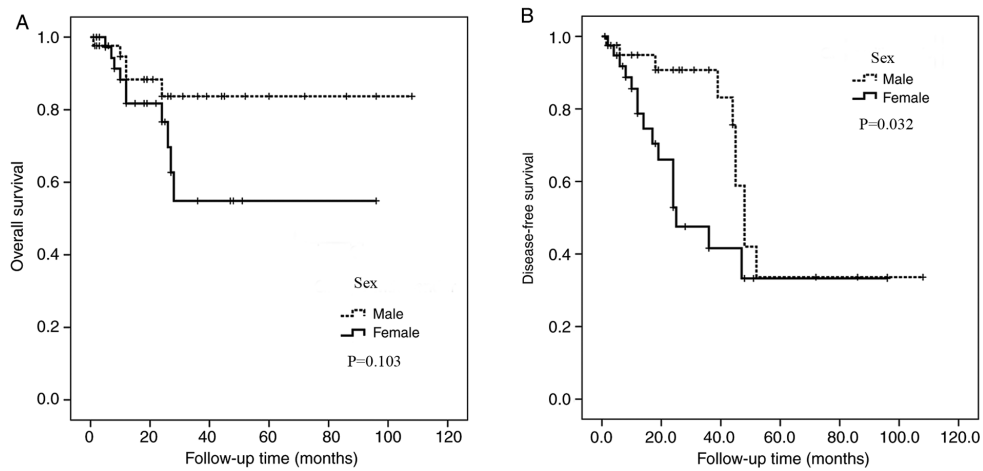 A
1.0
0.8
0.6
0.4
0.2
0.0
Overall survival
Sex
Male
Female
P=0.103
0 20 40 60 80 100 120
Follow-up time (months)
B
1.0
0.8
0.6
0.4
0.2
0.0
Disease-free survival
Sex
Male
Female
P=0.032
0.0 20.0 40.0 60.0 80.0 100.0 120.0
Follow-up time (months)